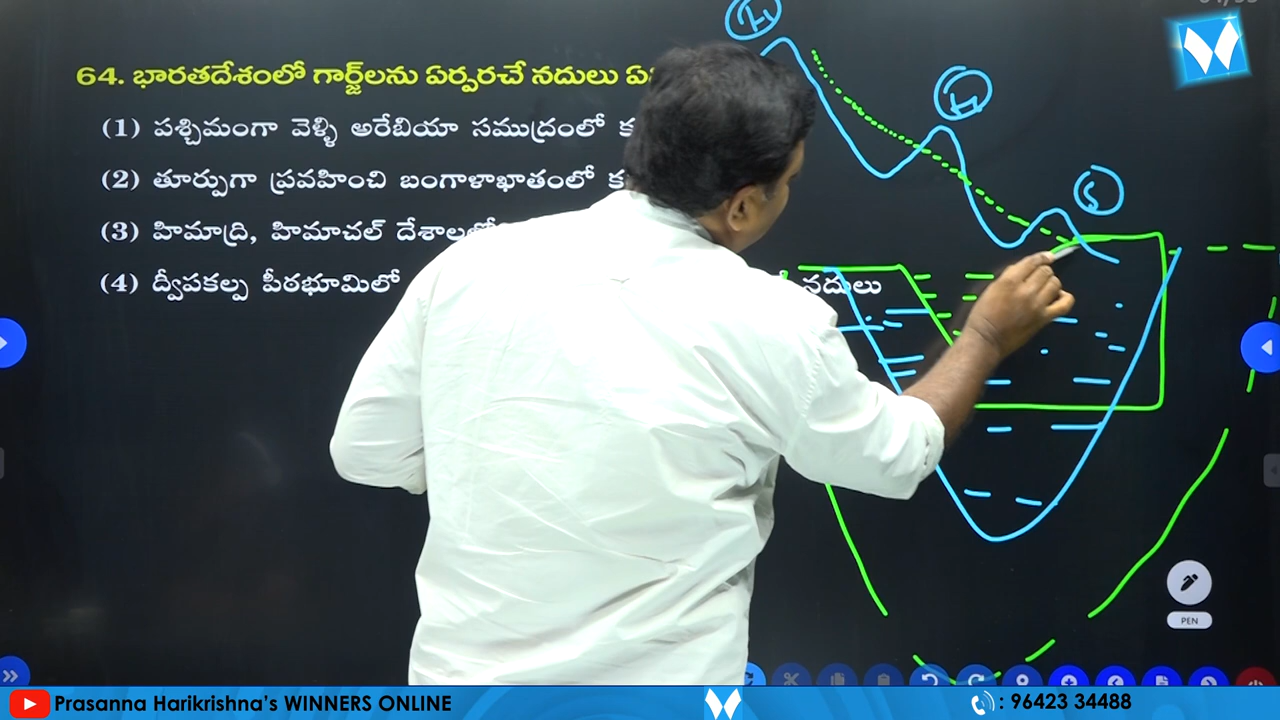 64. భారతదేశంలో గార్జ్‌లను ఏర్పరచే నదులు
(1) పశ్చిమంగా వెళ్ళి అరేబియా సముద్రంలో
(2) తూర్పుగా ప్రవహించి బంగాళాఖాతంలో
(3) హిమాద్రి, హిమాచల్
(4) ద్వీపకల్ప పీఠభూమిలో నదులు
H
H
S
PEN
Prasanna Harikrishna's WINNERS ONLINE
: 96423 34488